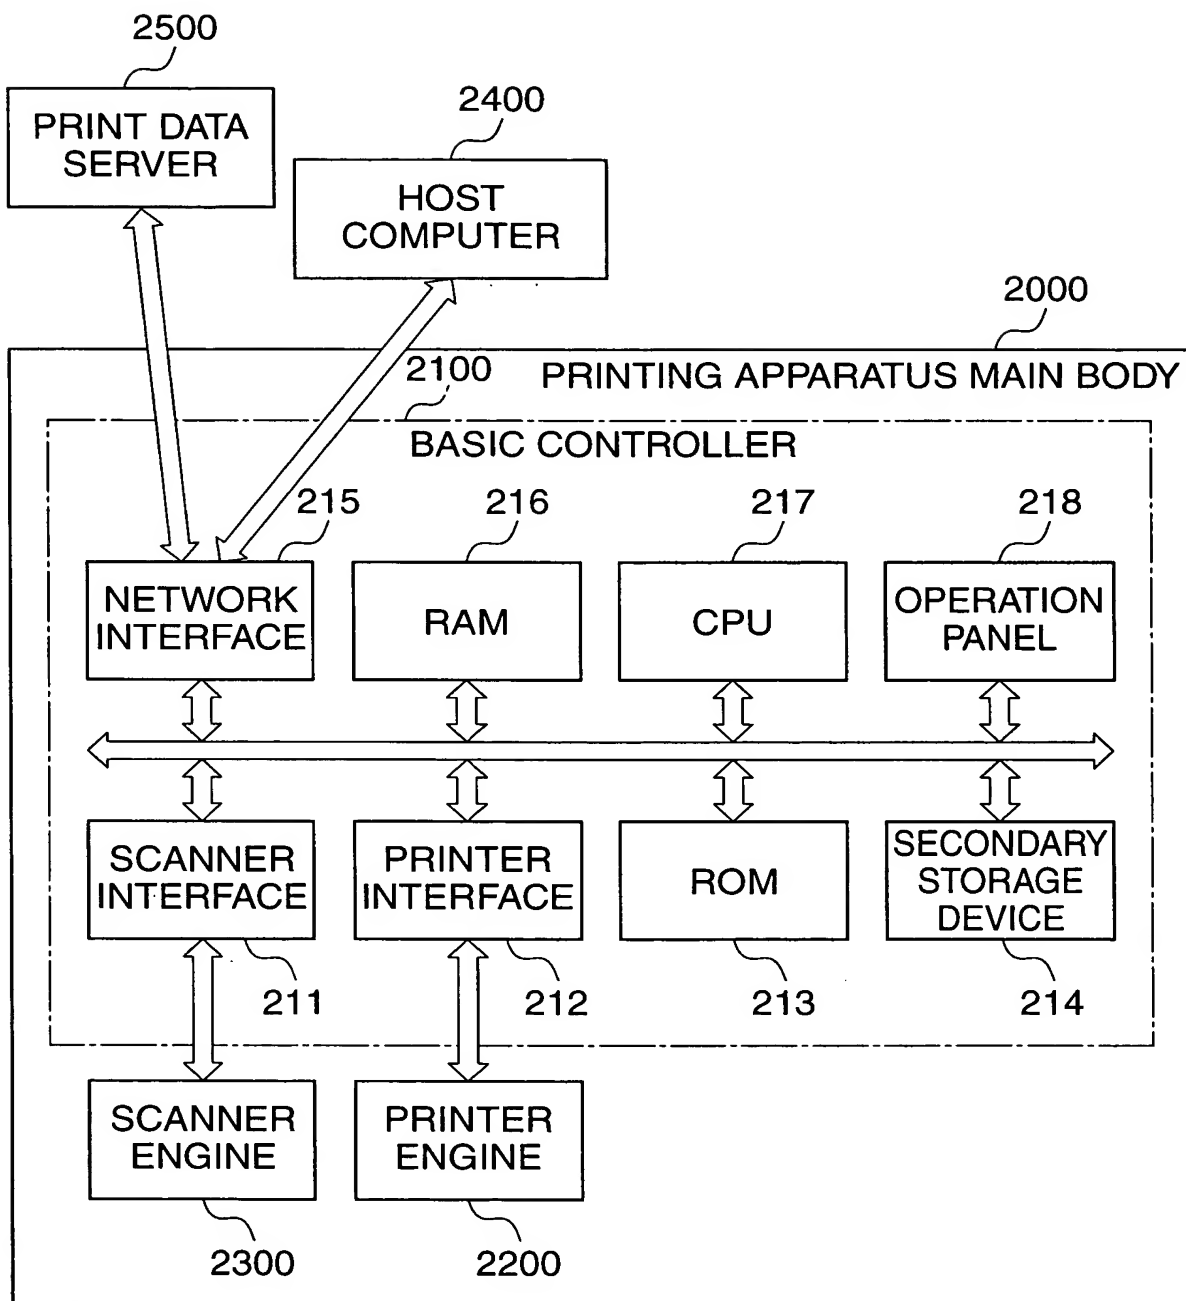 2500
PRINT DATA
SERVER
2400
HOST
COMPUTER
2000
2100
PRINTING APPARATUS MAIN BODY
BASIC CONTROLLER
215
216
217
218
NETWORK
INTERFACE
RAM
CPU
OPERATION
PANEL
SCANNER
INTERFACE
PRINTER
INTERFACE
ROM
SECONDARY
STORAGE
DEVICE
211
212
213
214
SCANNER
ENGINE
PRINTER
ENGINE
2300
2200